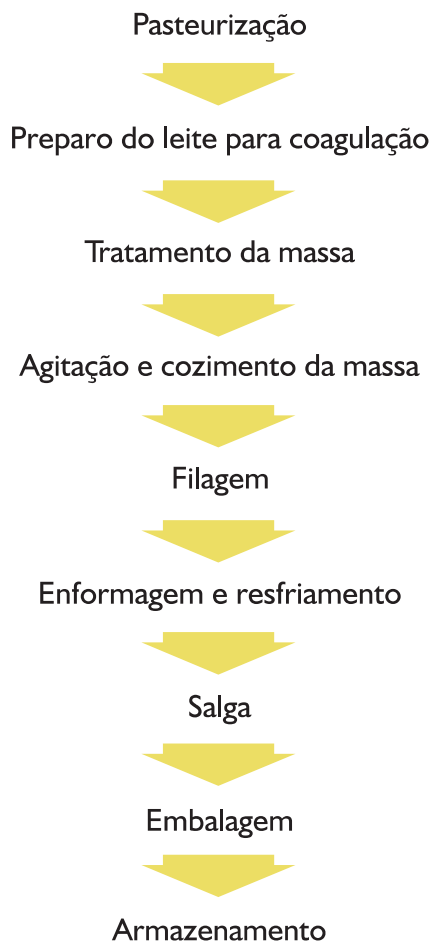 Pasteurização
Preparo do leite para coagulação
Tratamento da massa
Agitação e cozimento da massa
Filagem
Enformagem e resfriamento
Salga
Embalagem
Armazenamento